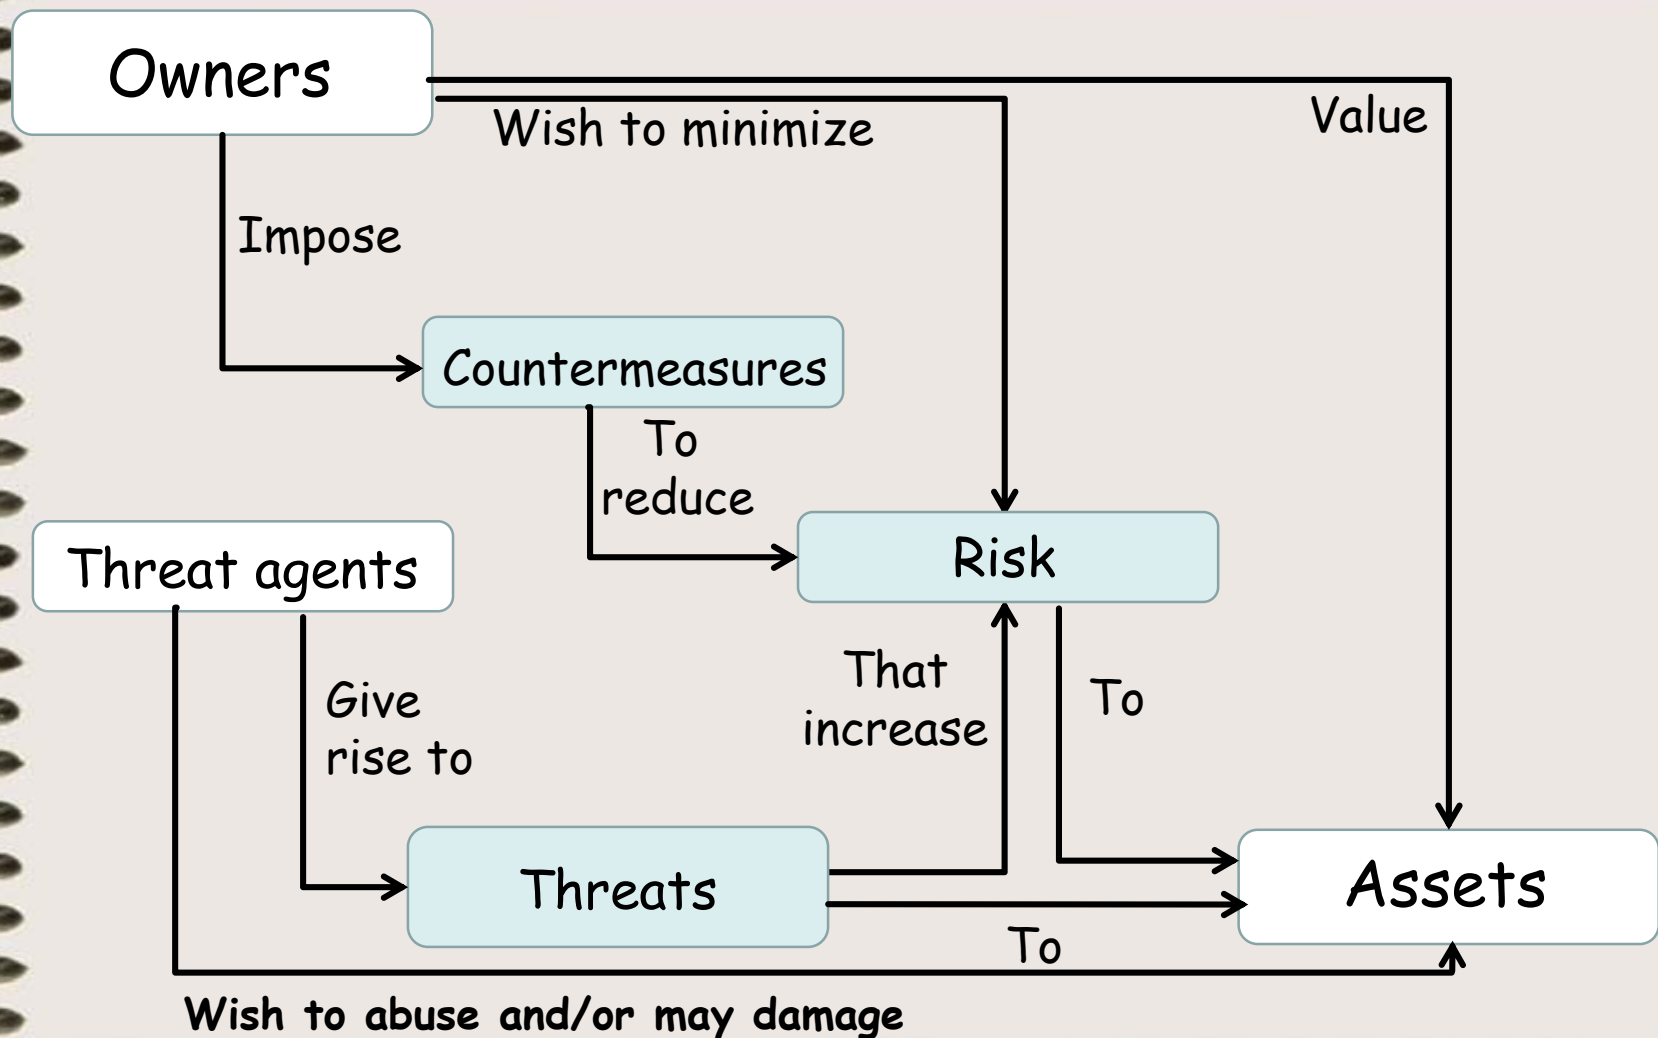 Owners
Value
Wish to minimize
Impose
Countermeasures
To
reduce
Risk
Threat agents
That
increase
To
Give
rise to
Threats
Assets
To
Wish to abuse and/or may damage